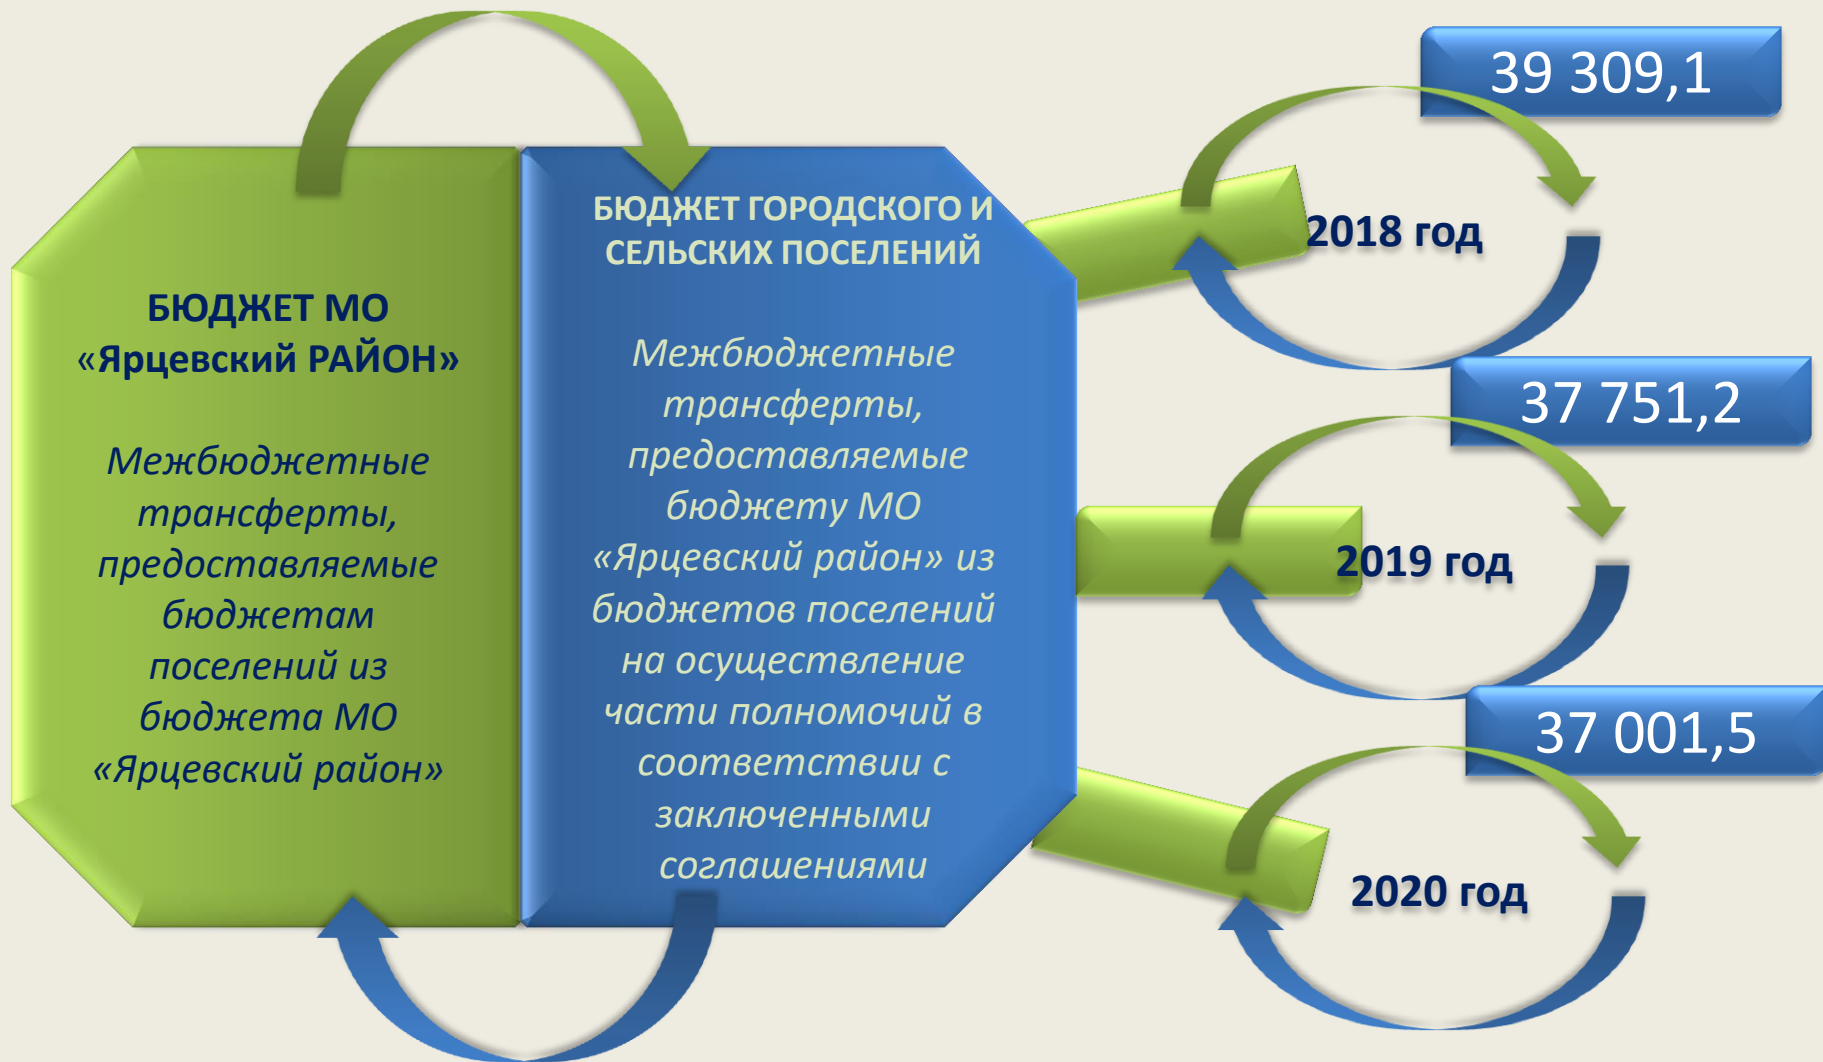 БЮДЖЕТ МО
«Ярцевский РАЙОН»
Межбюджетные
трансферты,
предоставляемые
бюджетам
поселений из
бюджета МО
«Ярцевский район»
БЮДЖЕТ ГОРОДСКОГО И
СЕЛЬСКИХ ПОСЕЛЕНИЙ
Межбюджетные
трансферты,
предоставляемые
бюджету МО
«Ярцевский район» из
бюджетов поселений
на осуществление
части полномочий в
соответствии с
заключенными
соглашениями
39 309,1
2018 год
37 751,2
2019 год
37 001,5
2020 год